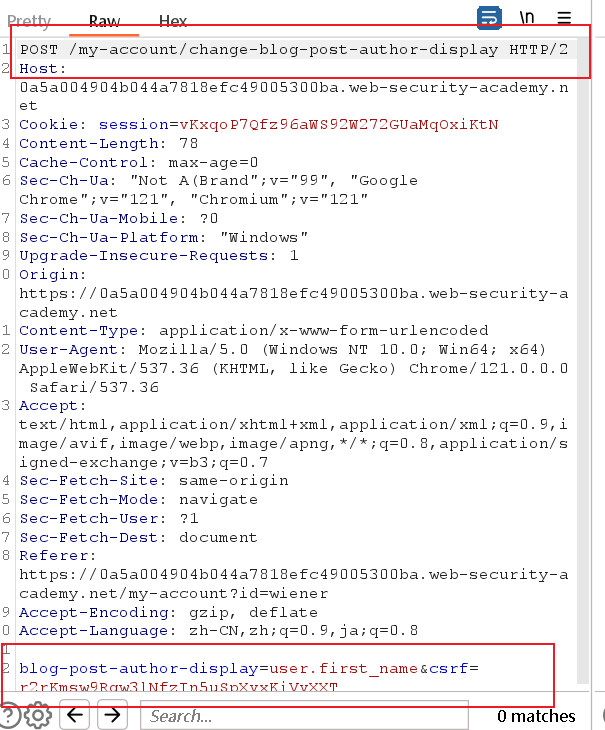 Pretty Raw Hex \n
1 POST /my-account/change-blog-post-author-display HTTP/2
2 Host:
0a5a004904b044a7818efc49005300ba.web-security-academy.n
et
3 Cookie: session=vKxqoP7Qfz96aWS92W272GUaMqOxiKtN
4 Content-Length: 78
5 Cache-Control: max-age=0
6 Sec-Ch-Ua: "Not A(Brand";v="99", "Google
Chrome";v="121", "Chromium";v="121"
7 Sec-Ch-Ua-Mobile: ?0
8 Sec-Ch-Ua-Platform: "Windows"
9 Upgrade-Insecure-Requests: 1
0 Origin:
https://0a5a004904b044a7818efc49005300ba.web-security-a
cademy.net
1 Content-Type: application/x-www-form-urlencoded
2 User-Agent: Mozilla/5.0 (Windows NT 10.0; Win64; x64)
AppleWebKit/537.36 (KHTML, like Gecko) Chrome/121.0.0.0
Safari/537.36
3 Accept:
text/html,application/xhtml+xml,application/xml;q=0.9,i
mage/avif,image/webp,image/apng,*/*;q=0.8,application/s
igned-exchange;v=b3;q=0.7
4 Sec-Fetch-Site: same-origin
5 Sec-Fetch-Mode: navigate
6 Sec-Fetch-User: ?1
7 Sec-Fetch-Dest: document
8 Referer:
https://0a5a004904b044a7818efc49005300ba.web-security-a
cademy.net/my-account?id=wiener
9 Accept-Encoding: gzip, deflate
0 Accept-Language: zh-CN,zh;q=0.9,ja;q=0.8
1
2 blog-post-author-display=user.first_name&csrf=
Search... 0 matches